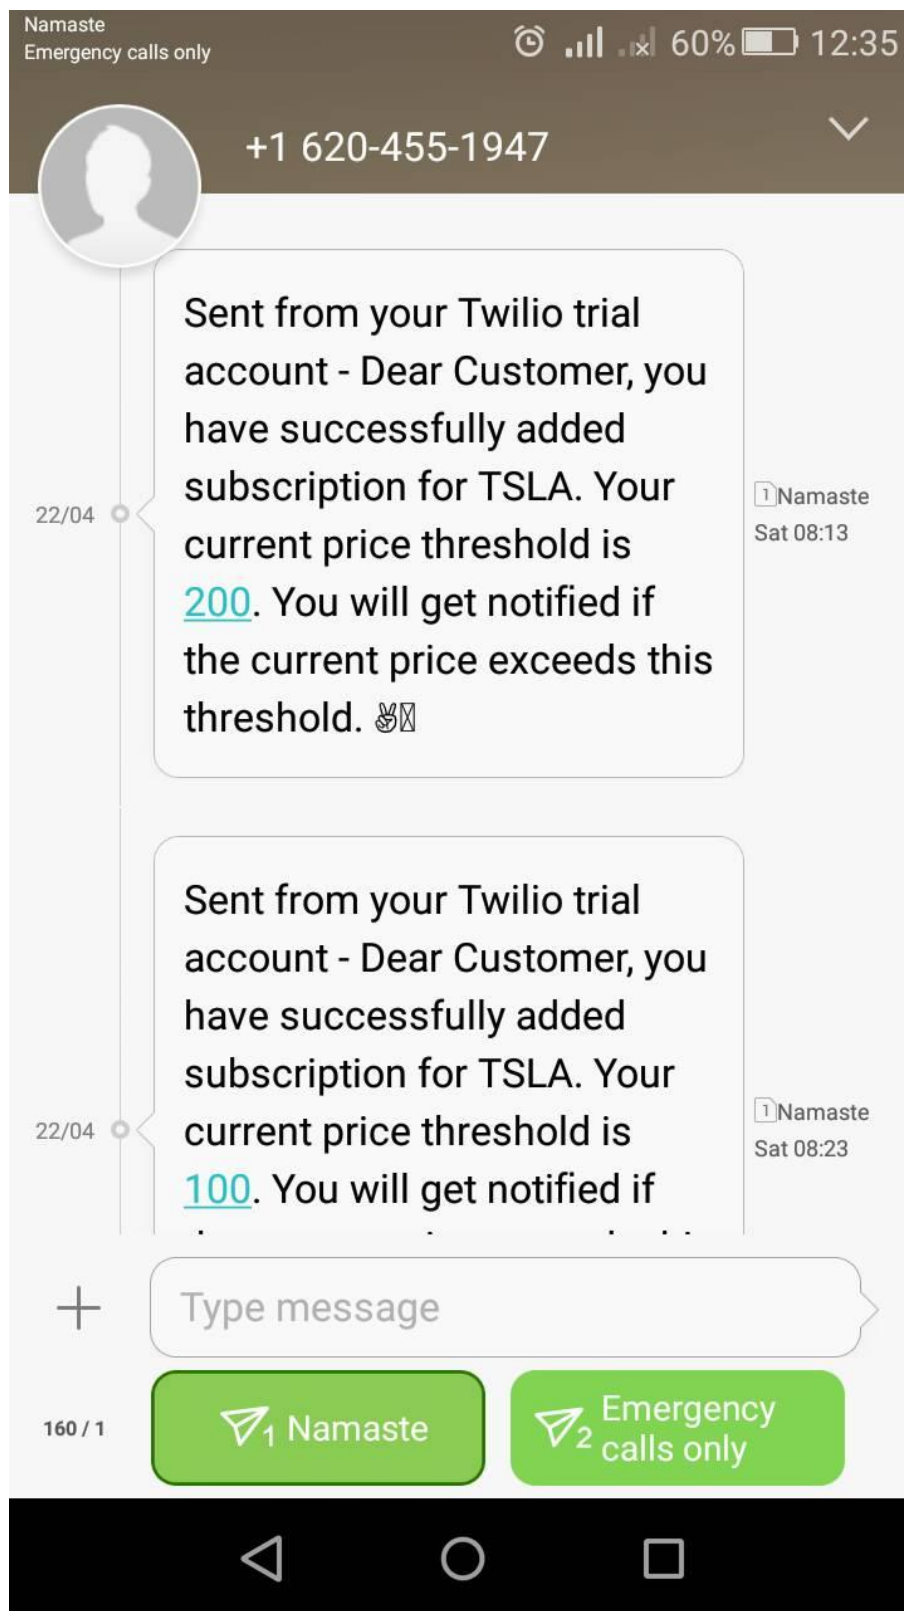 Namaste
Emergency calls only
60%
12:35
+1 620-455-1947
Sent from your Twilio trial
account - Dear Customer, you
have successfully added
subscription for TSLA. Your
current price threshold is
200. You will get notified if
the current price exceeds this
threshold. ✌
22/04
1 Namaste
Sat 08:13
Sent from your Twilio trial
account - Dear Customer, you
have successfully added
subscription for TSLA. Your
current price threshold is
100. You will get notified if
22/04
1 Namaste
Sat 08:23
Type message
160 / 1
1 Namaste
2 Emergency
calls only